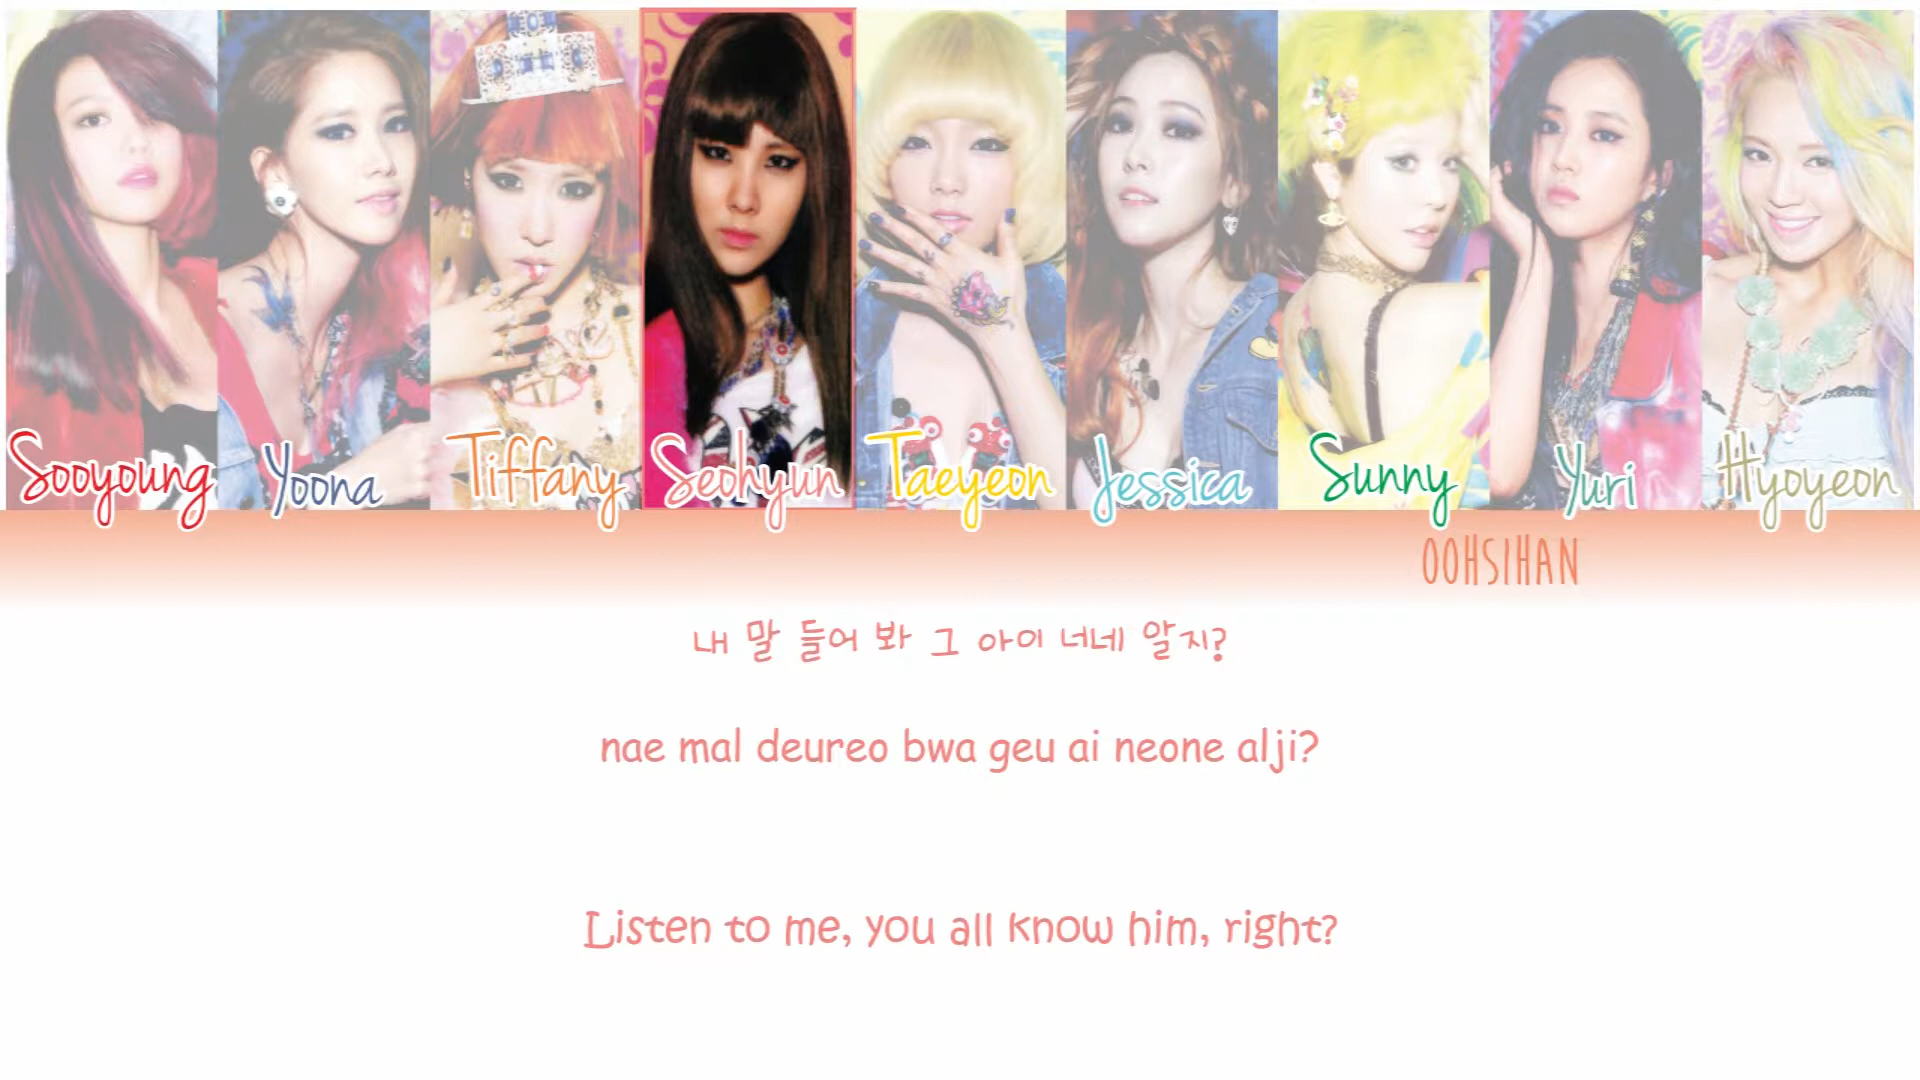 Sooyoung Yoona Tiffany Seohyun Taeyeon Jessica Sunny Yuri Hyoyeon
OOHSIHAN
내 말 들어 봐 그 아이 너네 알지?
nae mal deureo bwa geu ai neone alji?
Listen to me, you all know him, right?